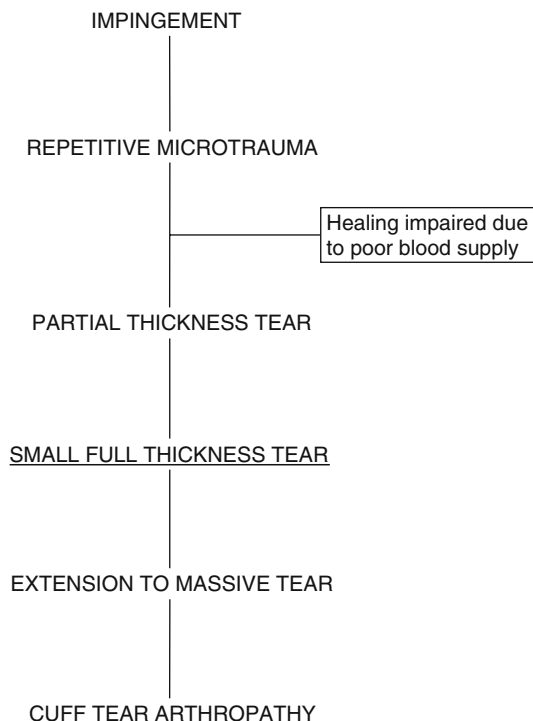 IMPINGEMENT
REPETITIVE MICROTRAUMA
Healing impaired due
to poor blood supply
PARTIAL THICKNESS TEAR
SMALL FULL THICKNESS TEAR
EXTENSION TO MASSIVE TEAR
CUFF TEAR ARTHROPATHY